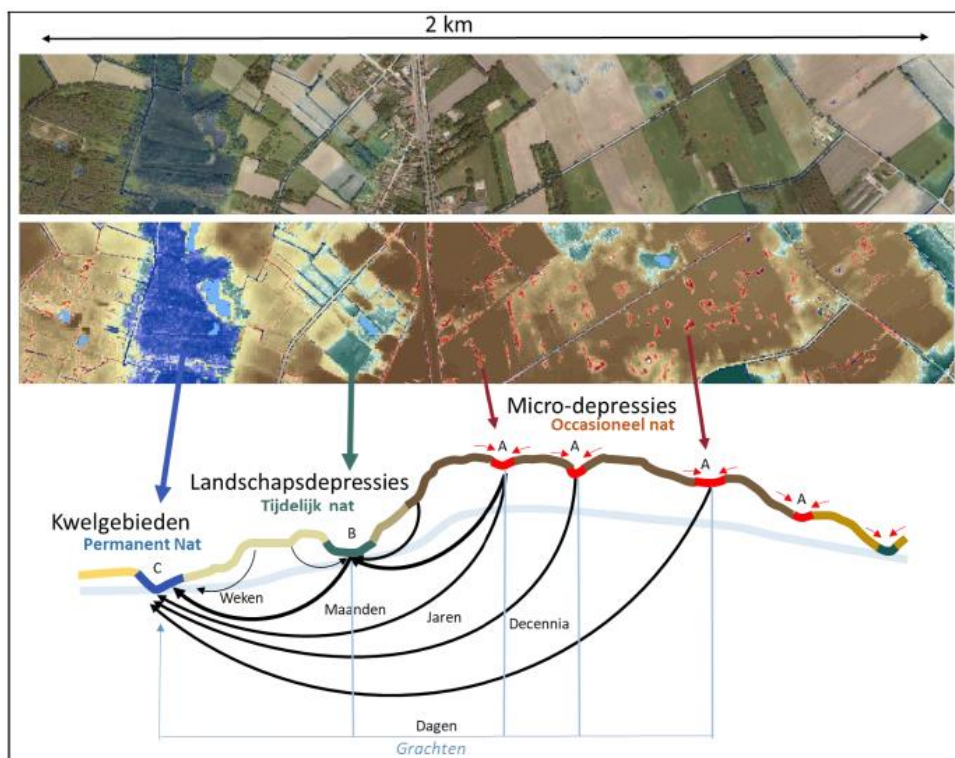 2 km
Micro-depressies
Occasioneel nat
A
A
A
A
Landschapsdepressies
Tijdelijk nat
B
Kwelgebieden
Permanent Nat
C
Weken
Maanden
Jaren
Decennia
Dagen
Grachten